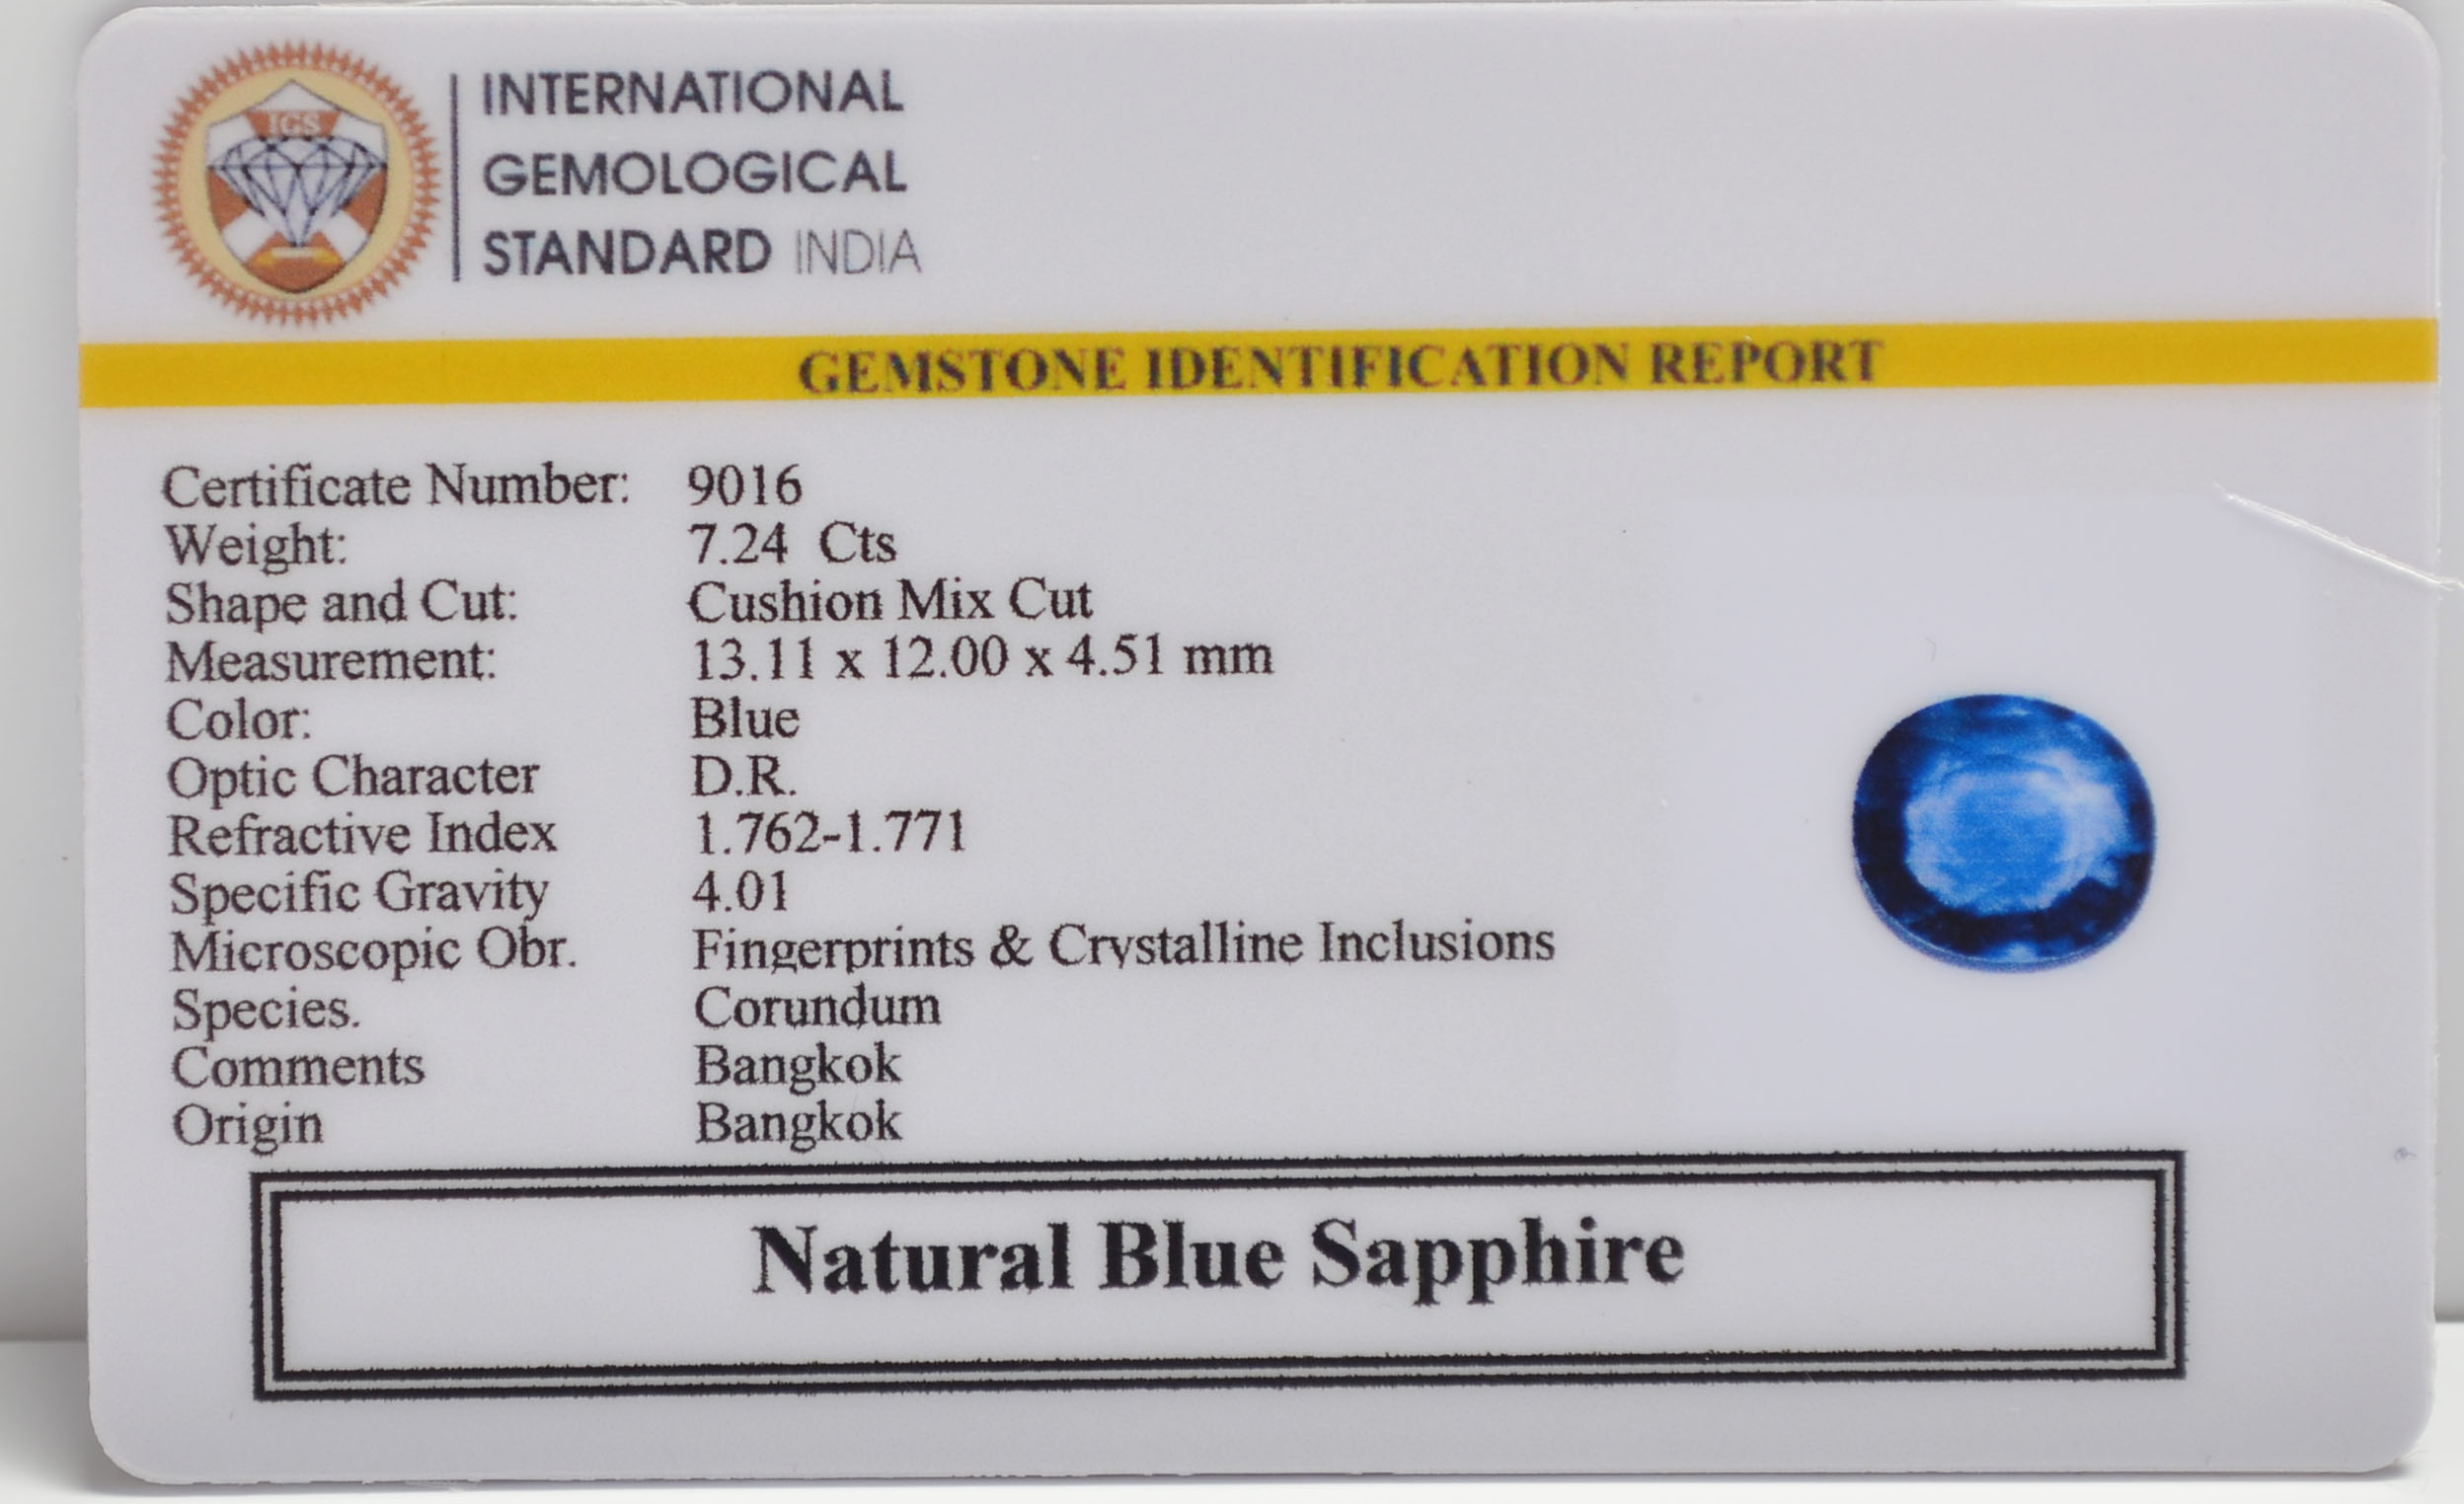 IGS
INTERNATIONAL
GEMOLOGICAL
STANDARD INDIA
GEMSTONE IDENTIFICATION REPORT
Certificate Number: 9016
Weight: 7.24 Cts
Shape and Cut: Cushion Mix Cut
Measurement: 13.11 x 12.00 x 4.51 mm
Color: Blue
Optic Character D.R.
Refractive Index 1.762-1.771
Specific Gravity 4.01
Microscopic Obr. Fingerprints & Crystalline Inclusions
Species. Corundum
Comments Bangkok
Origin Bangkok
Natural Blue Sapphire